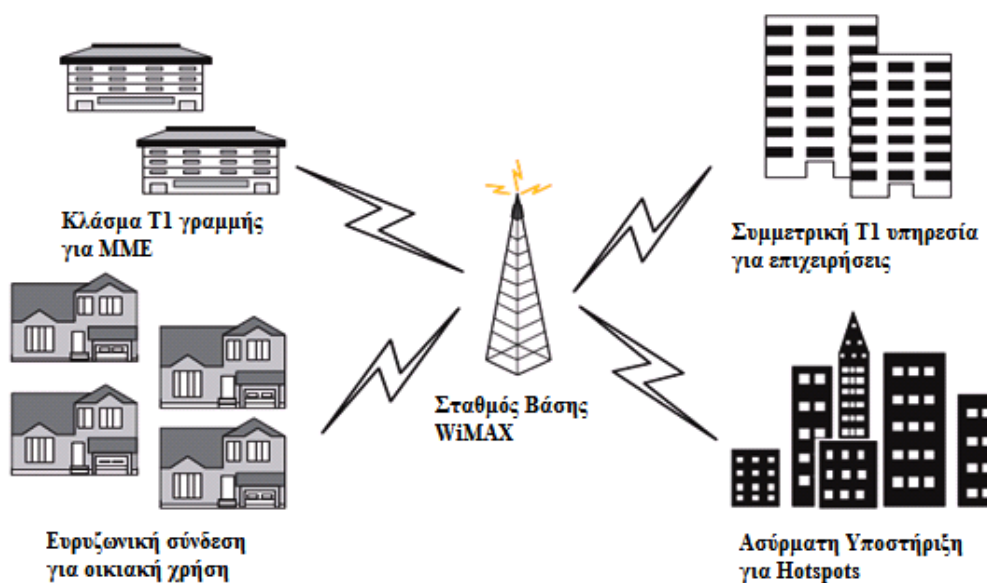 Κλάσμα Τ1 γραμμής
για ΜΜΕ
Συμμετρική Τ1 υπηρεσία
για επιχειρήσεις
Σταθμός Βάσης
WiMAX
Ευρυζωνική σύνδεση
για οικιακή χρήση
Ασύρματη Υποστήριξη
για Hotspots